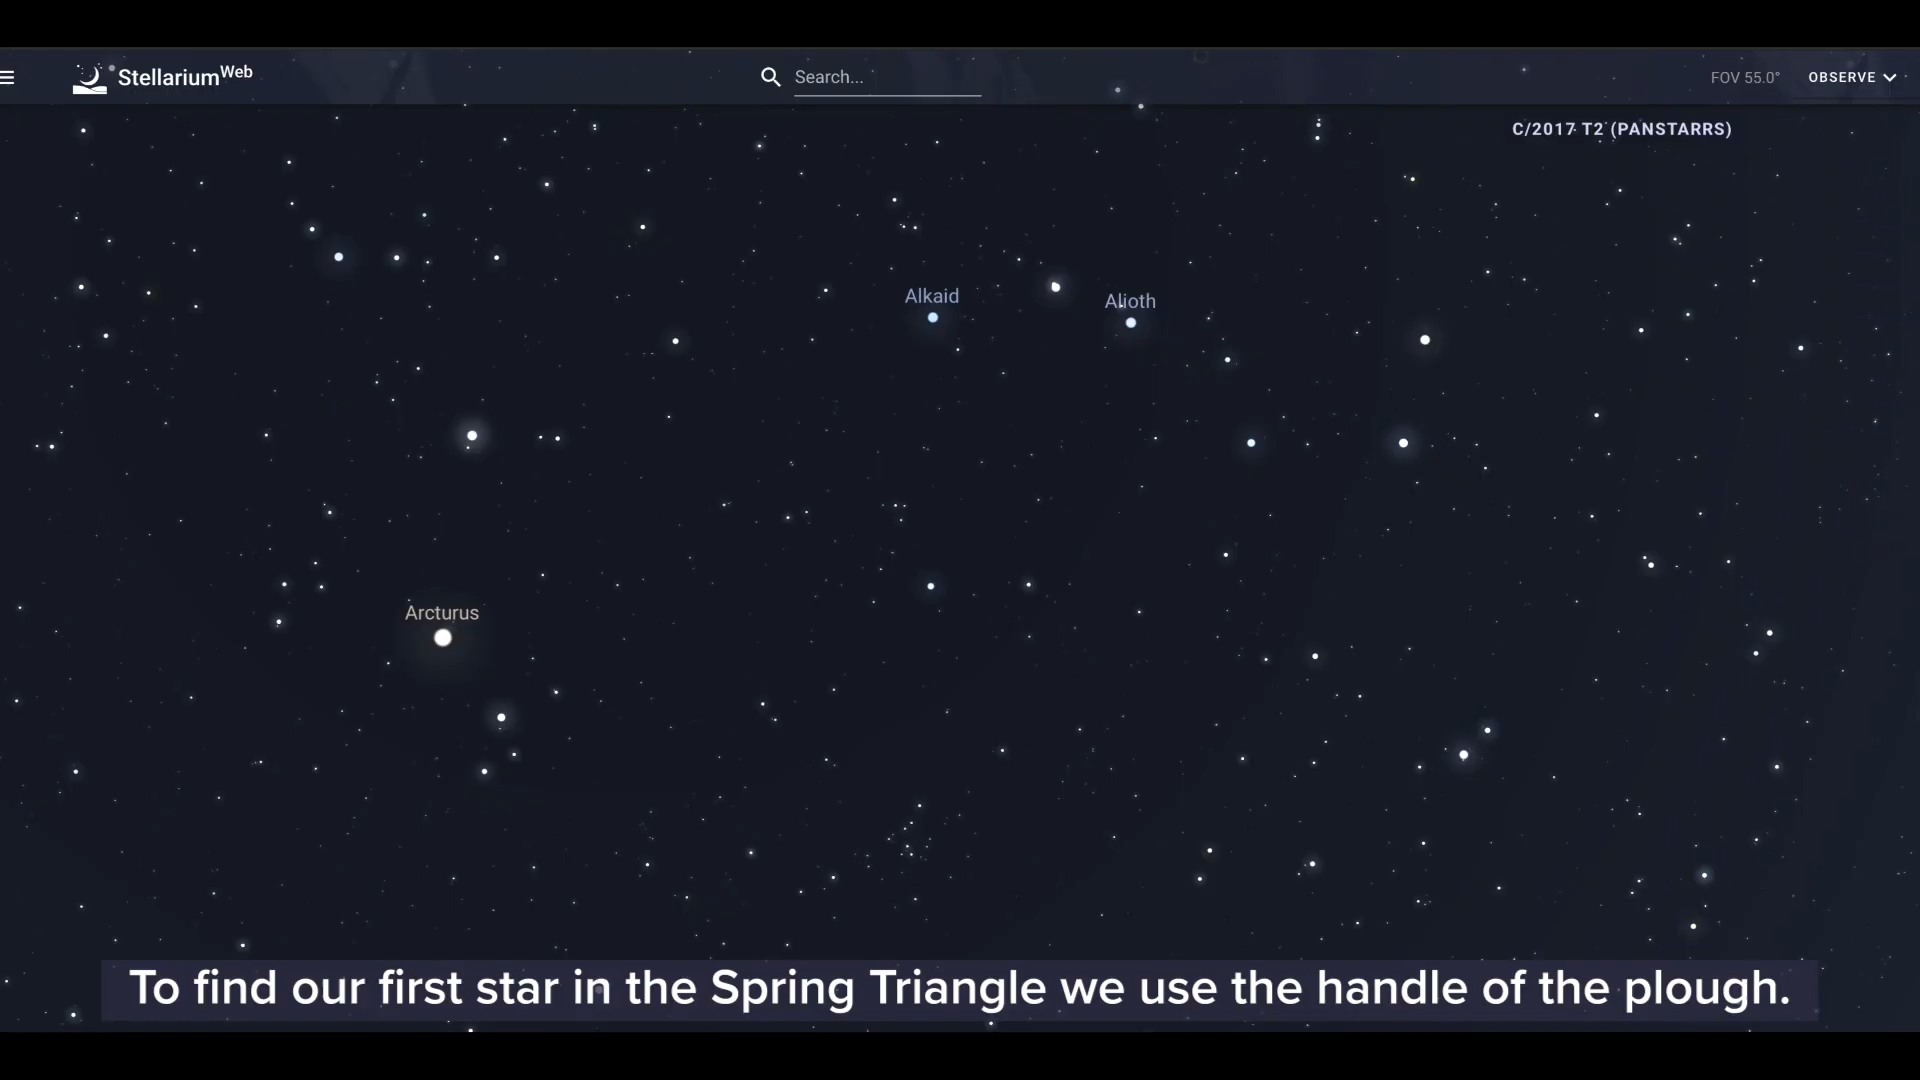 StellariumWeb
Search...
FOV 55.0°
OBSERVE
C/2017 T2 (PANSTARRS)
Alkaid
Alioth
Arcturus
To find our first star in the Spring Triangle we use the handle of the plough.